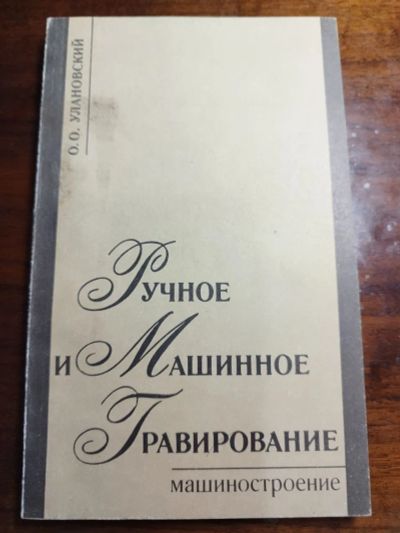 О.О. УЛАНОВСКИЙ
РУЧНОЕ
И МАШИННОЕ
ГРАВИРОВАНИЕ
МАШИНОСТРОЕНИЕ